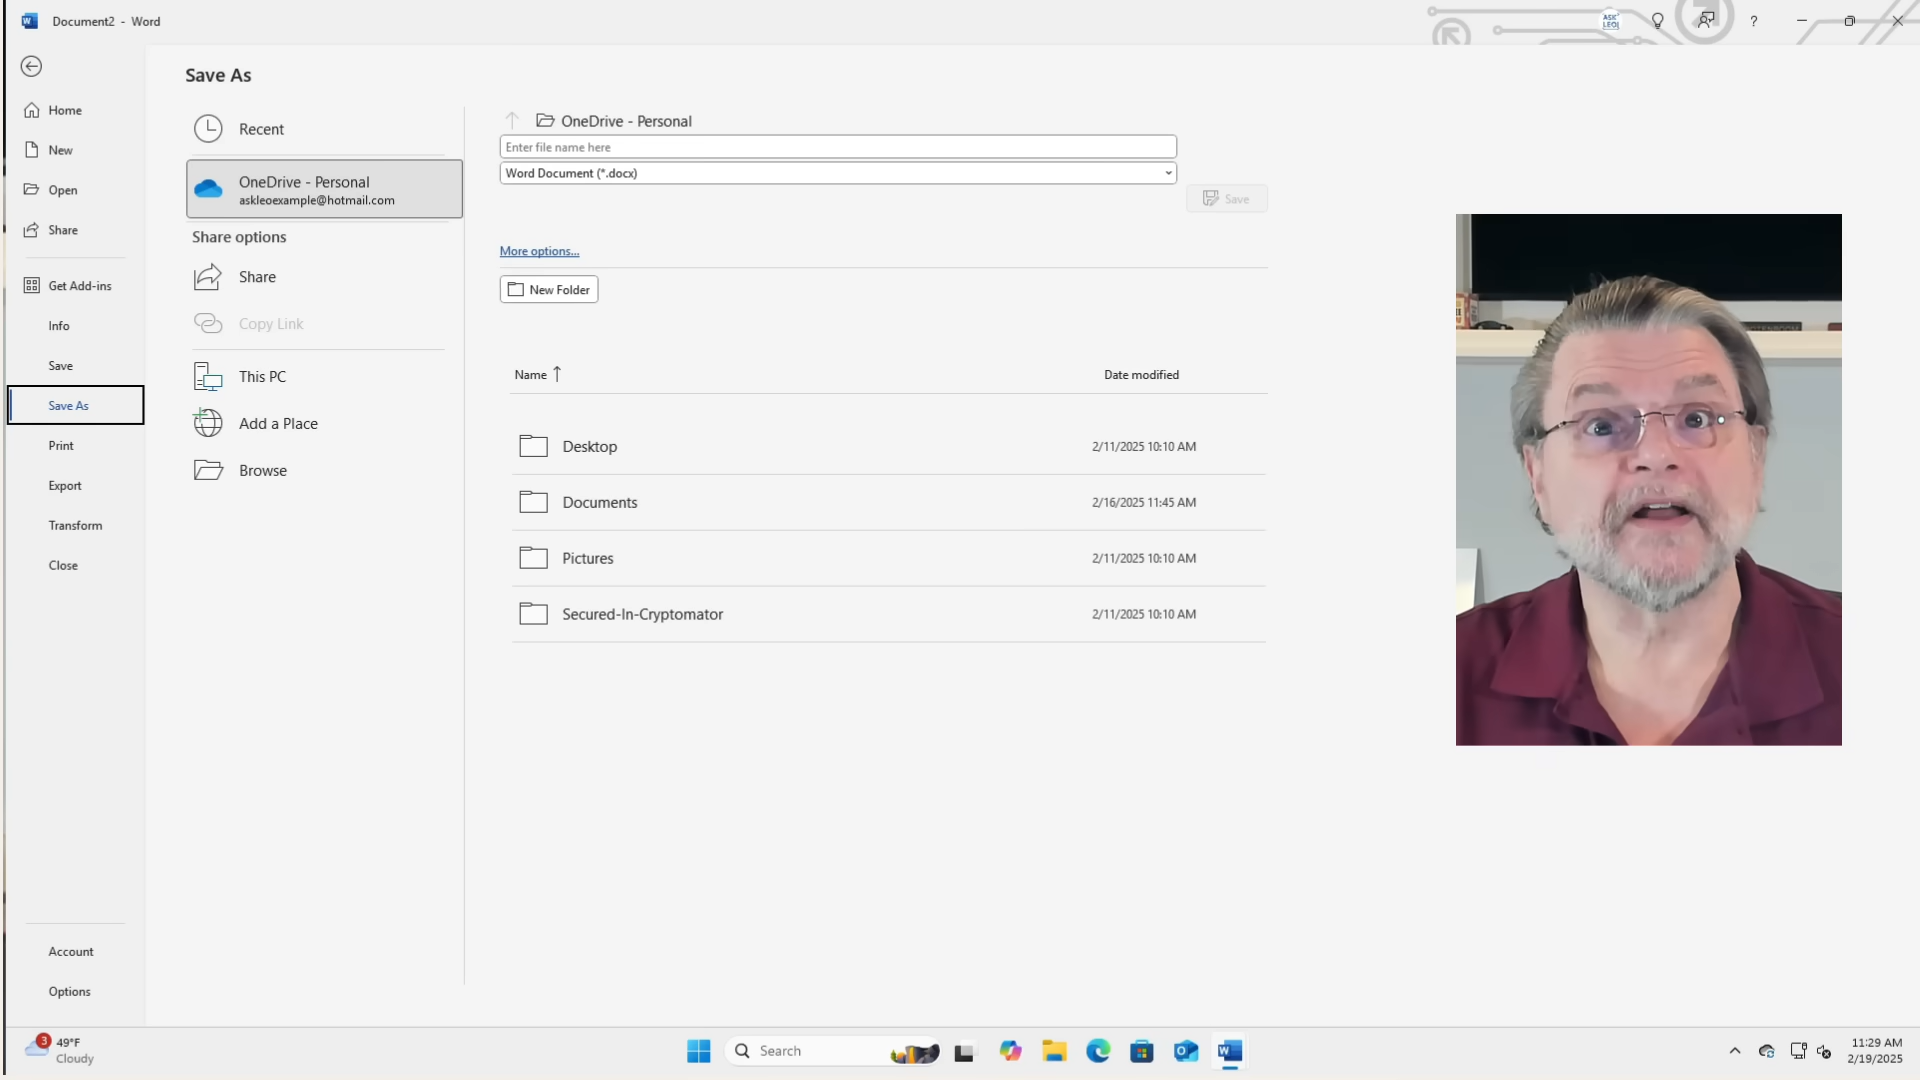 Document2 - Word
ASK
LEO!
?
Save As
Home
New
Open
Share
Get Add-ins
Info
Save
Save As
Print
Export
Transform
Close
Account
Options
Recent
OneDrive - Personal
askleoexample@hotmail.com
Share options
Share
Copy Link
This PC
Add a Place
Browse
OneDrive - Personal
Enter file name here
Word Document (*.docx)
Save
More options...
New Folder
Name
Date modified
Desktop
2/11/2025 10:10 AM
Documents
2/16/2025 11:45 AM
Pictures
2/11/2025 10:10 AM
Secured-In-Cryptomator
2/11/2025 10:10 AM
3
49°F
Cloudy
Search
11:29 AM
2/19/2025